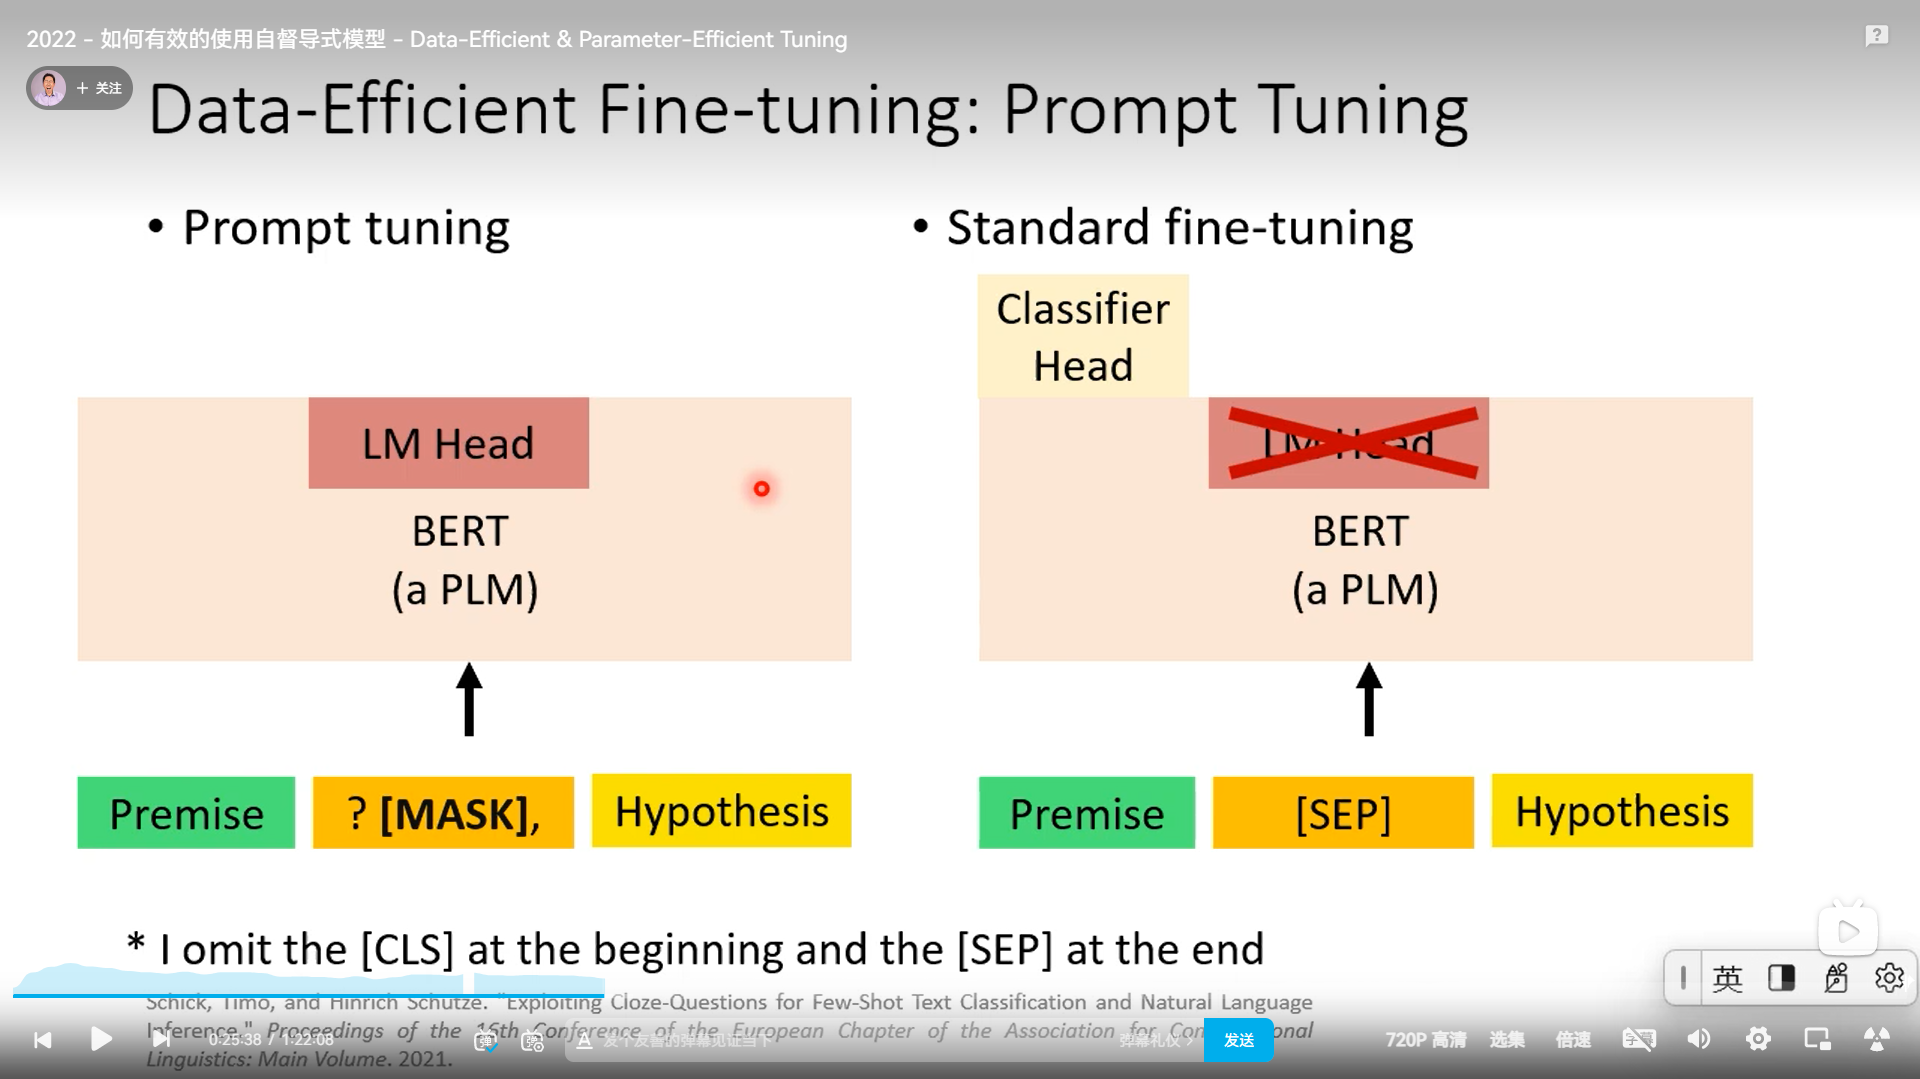 2022 - 如何有效的使用自督导式模型 - Data-Efficient & Parameter-Efficient Tuning
+ 关注
Data-Efficient Fine-tuning: Prompt Tuning
• Prompt tuning
• Standard fine-tuning
Classifier
Head
LM Head
LM Head
BERT
(a PLM)
BERT
(a PLM)
Premise
? [MASK],
Hypothesis
Premise
[SEP]
Hypothesis
* I omit the [CLS] at the beginning and the [SEP] at the end
英
Schick, Timo, and Hinrich Schütze. "Exploiting Cloze-Questions for Few-Shot Text Classification and Natural Language
Inference." Proceedings of the 16th Conference of the European Chapter of the Association for
Linguistics: Main Volume. 2021.
0:25:38 / 1:22:08
弹
弹
A 发个友善的弹幕见证当下
弹幕礼仪 >
发送
720P 高清
选集
倍速
字幕